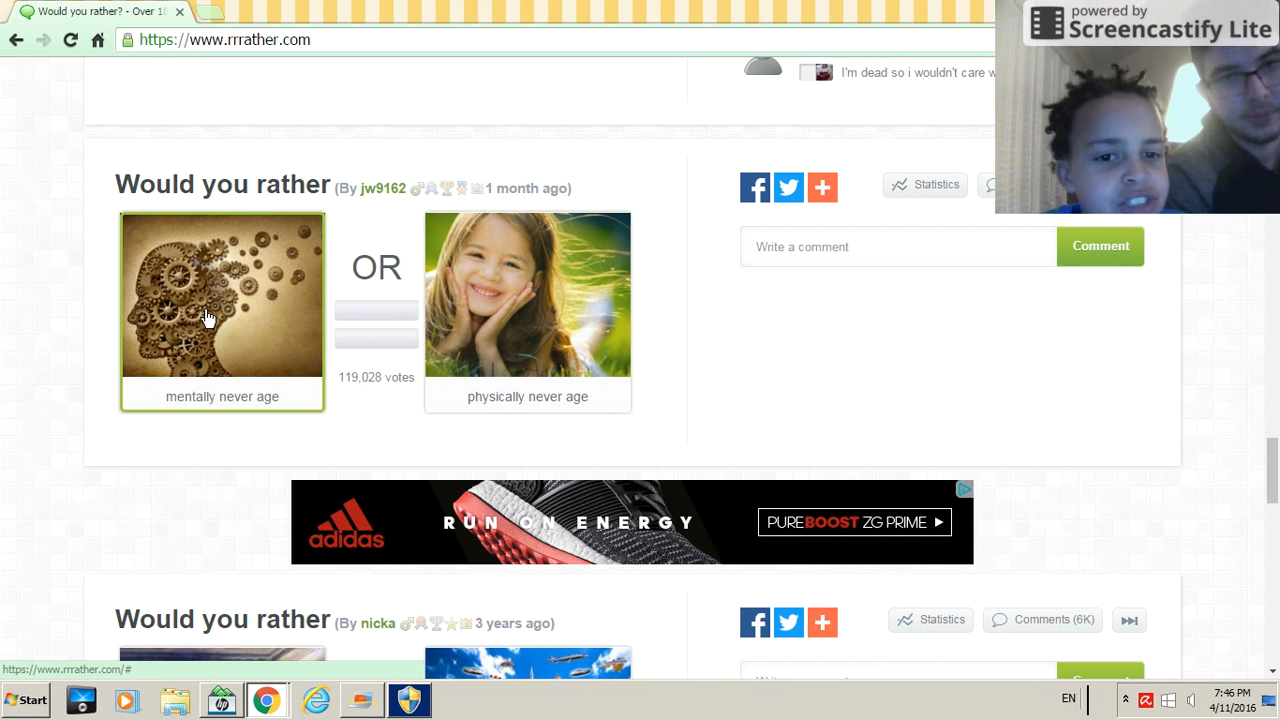 Would you rather? - Over 18
powered by
Screencastify Lite
https://www.rrrather.com
I'm dead so i wouldn't care w
Would you rather (By jw9162 1 month ago)
Statistics
OR
Write a comment
Comment
119,028 votes
mentally never age
physically never age
adidas
RUN ON ENERGY
PUREBOOST ZG PRIME
Would you rather (By nicka 3 years ago)
Statistics
Comments (6K)
https://www.rrrather.com/#
Start
hp
EN
7:46 PM
4/11/2016